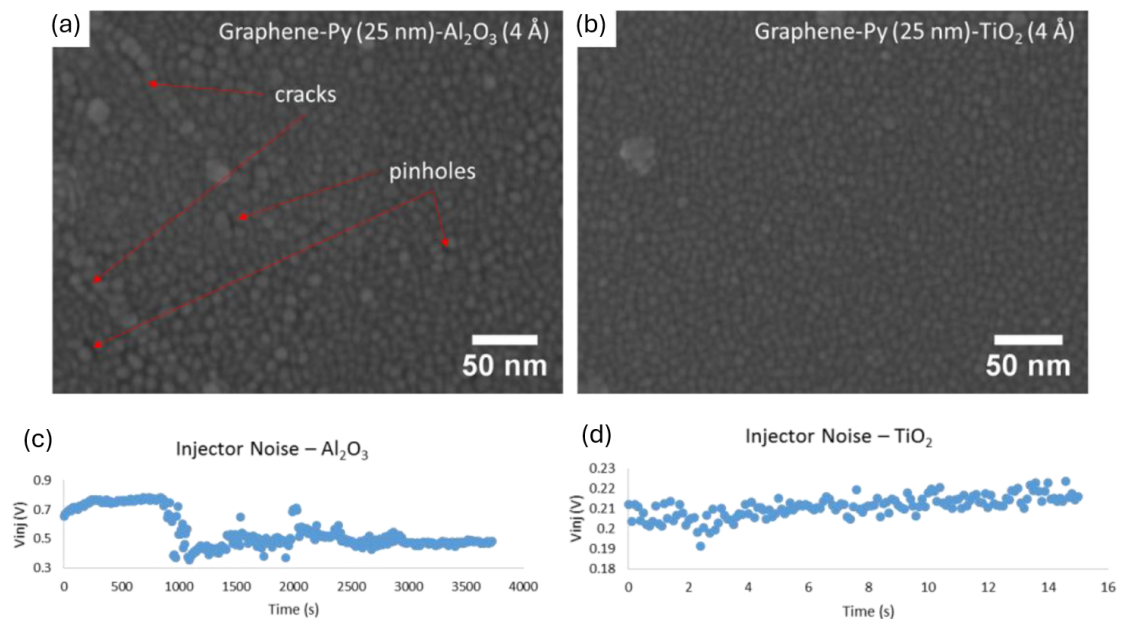 (a)
Graphene-Py (25 nm)-Al₂O₃ (4 Å)
cracks
pinholes
50 nm
(b)
Graphene-Py (25 nm)-TiO₂ (4 Å)
50 nm
(c)
Injector Noise – Al₂O₃
0.9
0.7
0.5
0.3
Vinj (V)
0 500 1000 1500 2000 2500 3000 3500 4000
Time (s)
(d)
Injector Noise – TiO₂
0.23
0.22
0.21
0.2
0.19
0.18
Vinj (V)
0 2 4 6 8 10 12 14 16
Time (s)